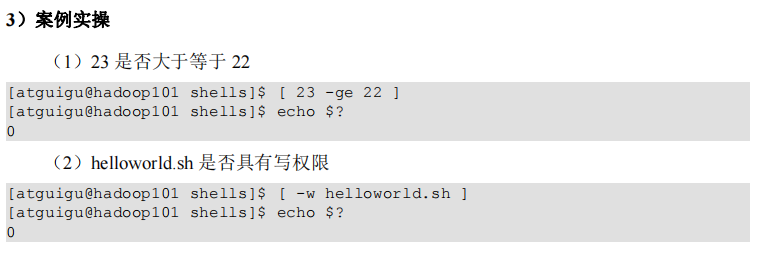 3）案例实操
（1）23 是否大于等于 22
[atguigu@hadoop101 shells]$ [ 23 -ge 22 ]
[atguigu@hadoop101 shells]$ echo $?
0
（2）helloworld.sh 是否具有写权限
[atguigu@hadoop101 shells]$ [ -w helloworld.sh ]
[atguigu@hadoop101 shells]$ echo $?
0